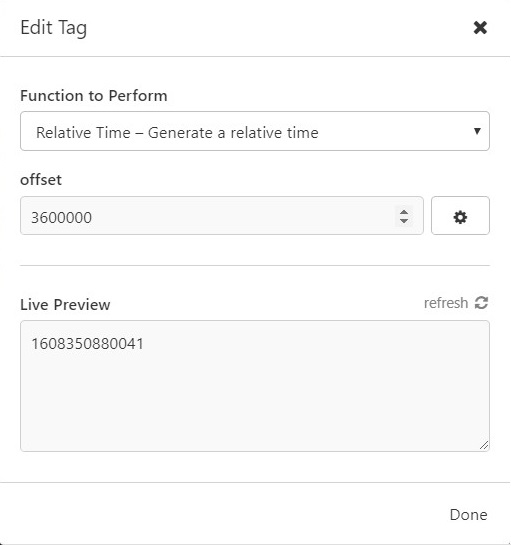 Edit Tag
Function to Perform
Relative Time – Generate a relative time
offset
3600000
Live Preview
refresh
1608350880041
Done